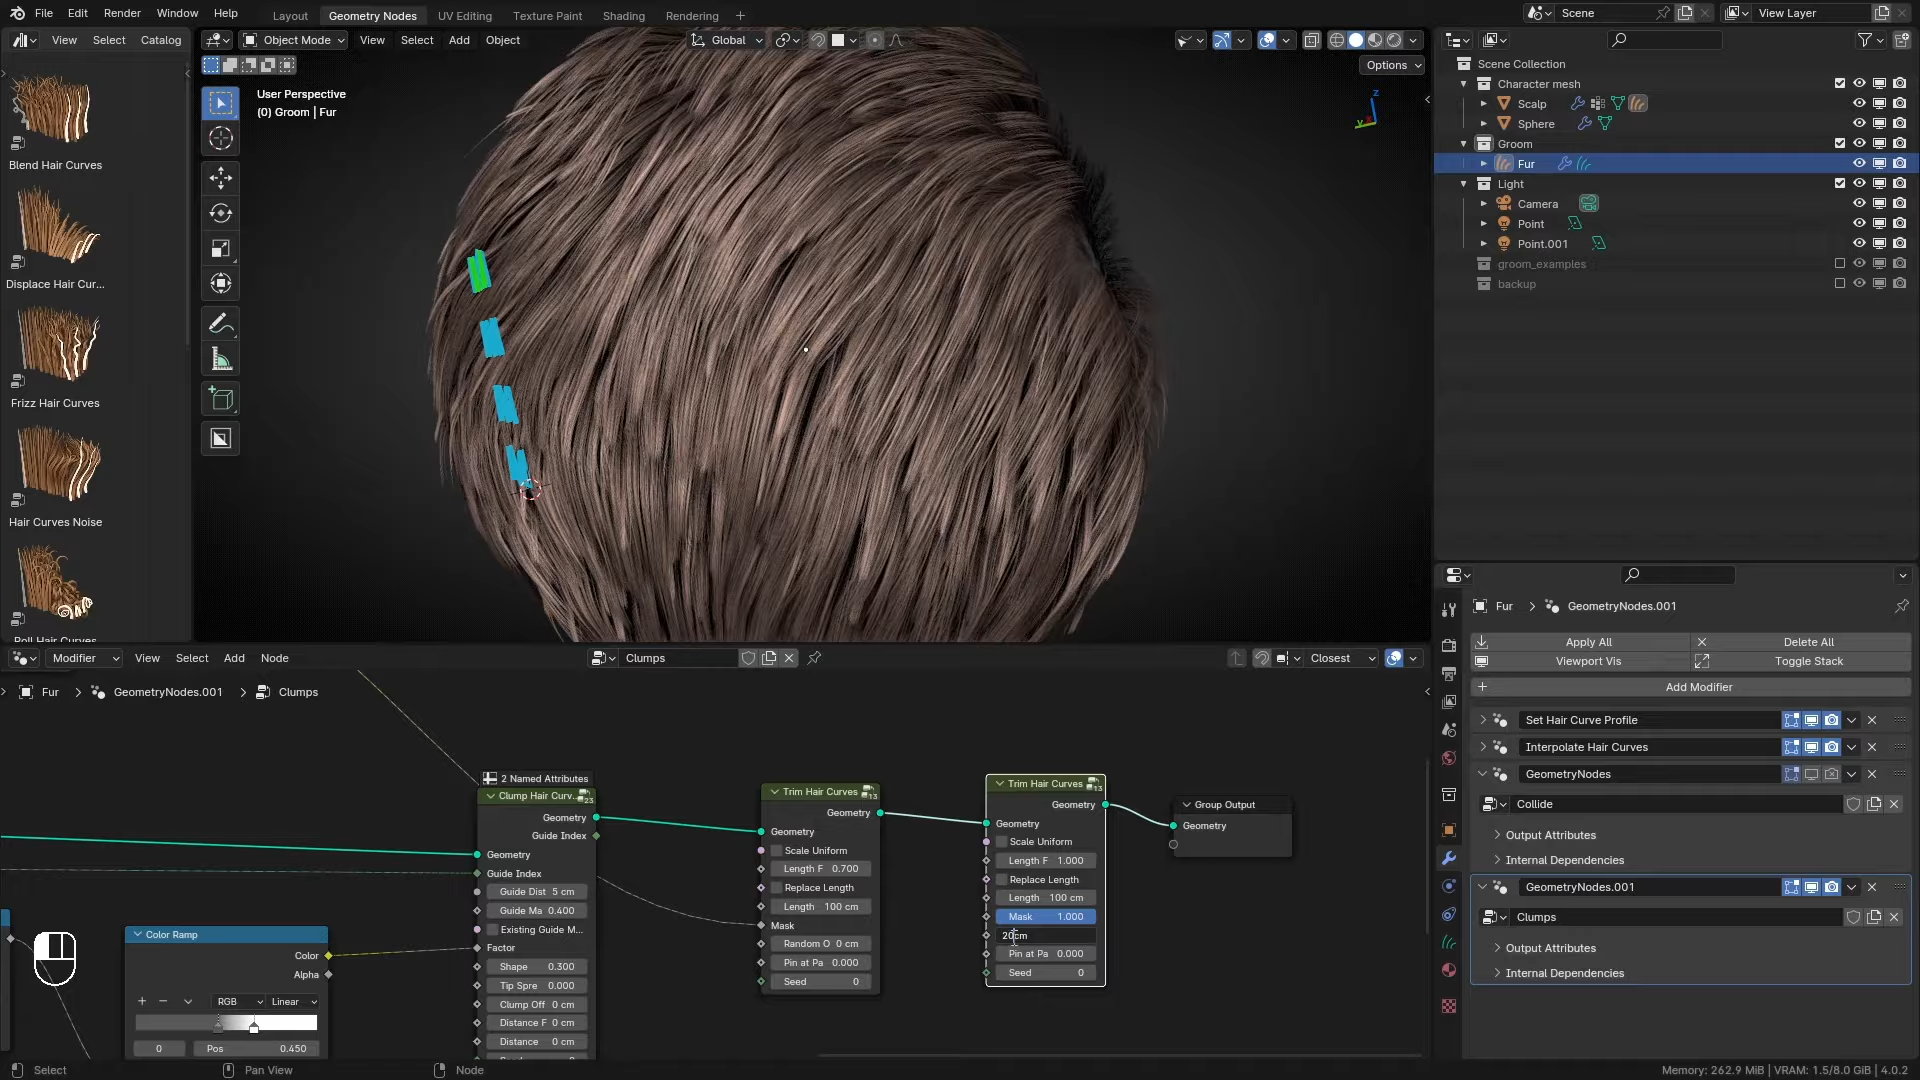 File Edit Render Window Help
Layout Geometry Nodes UV Editing Texture Paint Shading Rendering +
Scene View Layer
View Select Catalog
Object Mode View Select Add Object
Global
Options
User Perspective
(0) Groom | Fur
Z
Y
X
Blend Hair Curves
Displace Hair Cur...
Frizz Hair Curves
Hair Curves Noise
Roll Hair Curves
Scene Collection
Character mesh
Scalp
Sphere
Groom
Fur
Light
Camera
Point
Point.001
groom_examples
backup
Modifier View Select Add Node
Clumps
Closest
Fur > GeometryNodes.001 > Clumps
2 Named Attributes
Clump Hair Curv... 23
Geometry
Guide Index
Geometry
Guide Index
Guide Dist 5 cm
Guide Ma 0.400
Existing Guide M...
Factor
Shape 0.300
Tip Spre 0.000
Clump Off 0 cm
Distance F 0 cm
Distance 0 cm
Color Ramp
Color
Alpha
RGB Linear
0 Pos 0.450
Trim Hair Curves 13
Geometry
Geometry
Scale Uniform
Length F 0.700
Replace Length
Length 100 cm
Mask
Random O 0 cm
Pin at Pa 0.000
Seed 0
Trim Hair Curves 13
Geometry
Geometry
Scale Uniform
Length F 1.000
Replace Length
Length 100 cm
Mask 1.000
20cm
Pin at Pa 0.000
Seed 0
Group Output
Geometry
Fur > GeometryNodes.001
Apply All Delete All
Viewport Vis Toggle Stack
Add Modifier
Set Hair Curve Profile
Interpolate Hair Curves
GeometryNodes
Collide
Output Attributes
Internal Dependencies
GeometryNodes.001
Clumps
Output Attributes
Internal Dependencies
Select Pan View Node
Memory: 262.9 MiB | VRAM: 1.5/8.0 GiB | 4.0.2